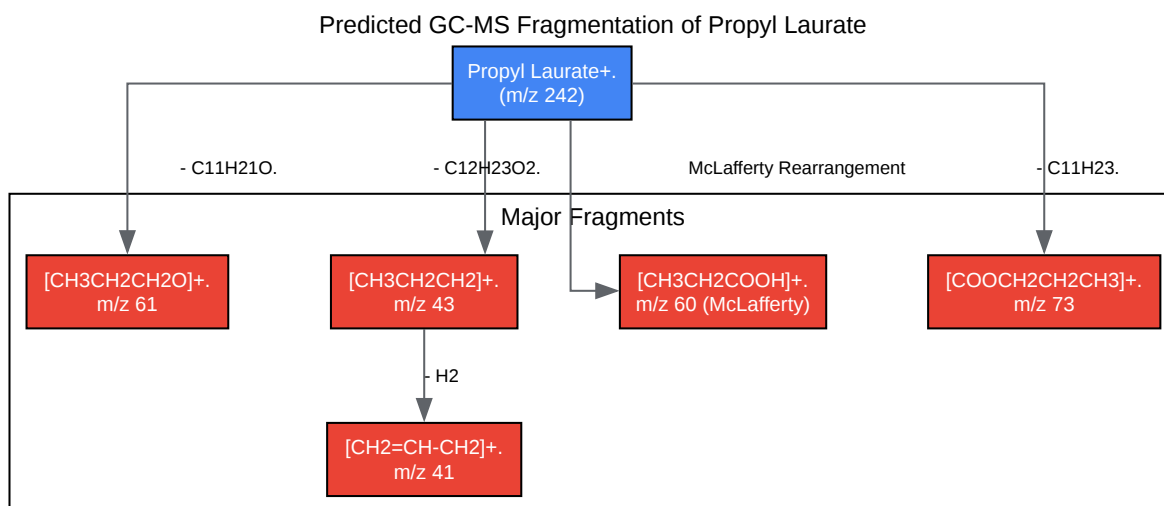 Predicted GC-MS Fragmentation of Propyl Laurate
Propyl Laurate+.
(m/z 242)
- C11H21O.
- C12H23O2.
McLafferty Rearrangement
- C11H23.
Major Fragments
[CH3CH2CH2O]+.
m/z 61
[CH3CH2CH2]+.
m/z 43
[CH3CH2COOH]+.
m/z 60 (McLafferty)
[COOCH2CH2CH3]+.
m/z 73
- H2
[CH2=CH-CH2]+.
m/z 41